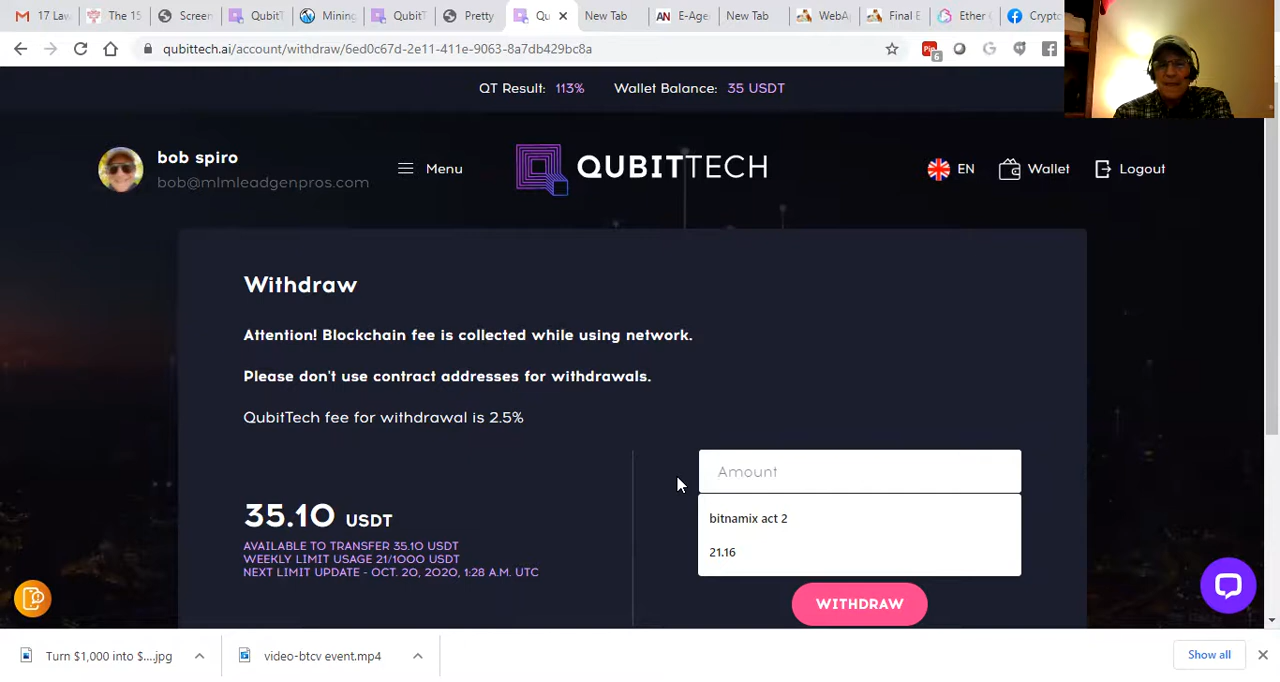 17 Law
The 15
Screen
QubitT
Mining
QubitT
Pretty
Qu
New Tab
AN E-Age
New Tab
WebA
Final E
Ether
Crypto
qubittech.ai/account/withdraw/6ed0c67d-2e11-411e-9063-8a7db429bc8a
6
QT Result: 113% Wallet Balance: 35 USDT
bob spiro
bob@mlmleadgenpros.com
Menu
QUBITTECH
EN
Wallet
Logout
Withdraw
Attention! Blockchain fee is collected while using network.
Please don't use contract addresses for withdrawals.
QubitTech fee for withdrawal is 2.5%
35.10 USDT
AVAILABLE TO TRANSFER 35.10 USDT
WEEKLY LIMIT USAGE 21/1000 USDT
NEXT LIMIT UPDATE - OCT. 20, 2020, 1:28 A.M. UTC
Amount
bitnamix act 2
21.16
WITHDRAW
Turn $1,000 into $....jpg
video-btcv event.mp4
Show all